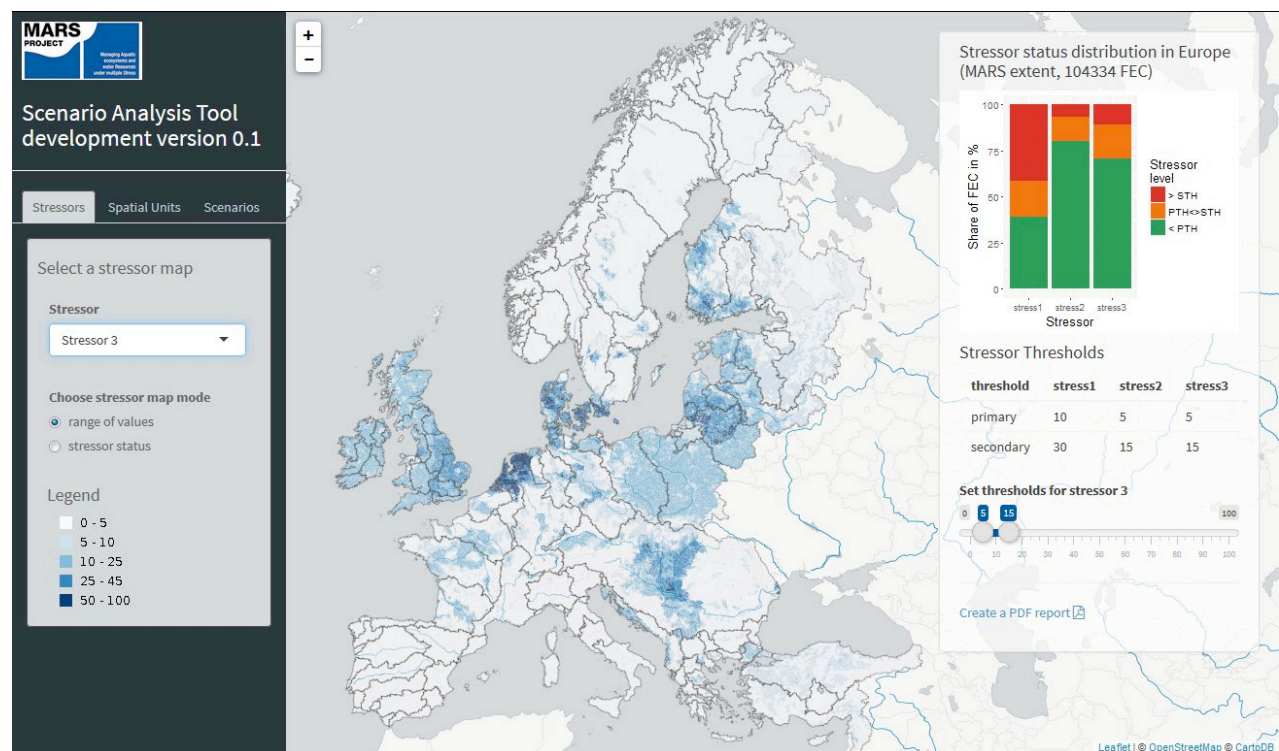 MARS
PROJECT
Managing Aquatic
ecosystems and
water Resources
under multiple Stress
Scenario Analysis Tool
development version 0.1
Stressors Spatial Units Scenarios
Select a stressor map
Stressor
Stressor 3
Choose stressor map mode
range of values
stressor status
Legend
0 - 5
5 - 10
10 - 25
25 - 45
50 - 100
+
−
Stressor status distribution in Europe
(MARS extent, 104334 FEC)
100
75
50
25
0
Share of FEC in %
stress1 stress2 stress3
Stressor
Stressor
level
> STH
PTH<>STH
< PTH
Stressor Thresholds
threshold stress1 stress2 stress3
primary 10 5 5
secondary 30 15 15
Set thresholds for stressor 3
0 5 15 100
0 10 20 30 40 50 60 70 80 90 100
Create a PDF report
Leaflet | © OpenStreetMap © CartoDB